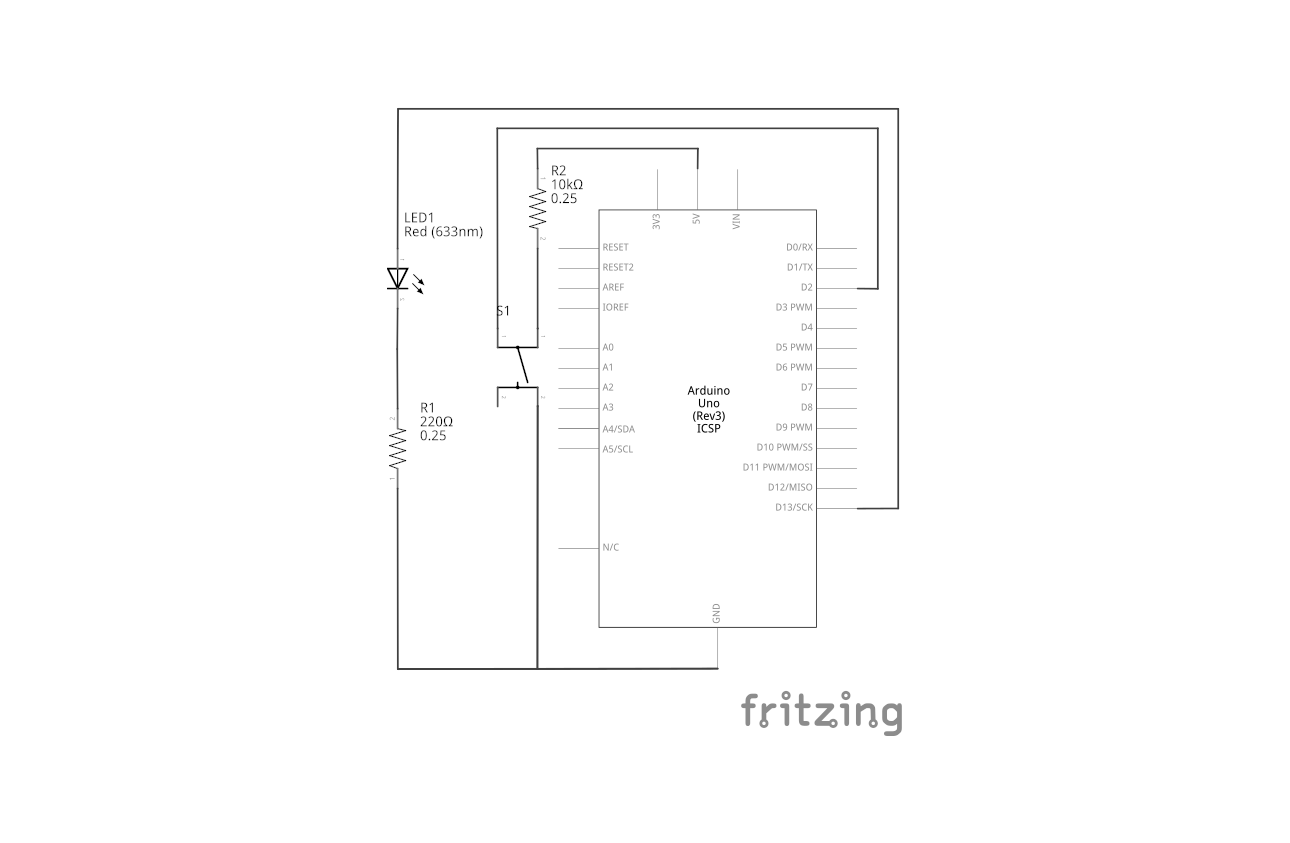 R2
10kΩ
0.25
LED1
Red (633nm)
3V3
5V
VIN
RESET
RESET2
AREF
IOREF
D0/RX
D1/TX
D2
D3 PWM
D4
S1
A0
A1
A2
A3
A4/SDA
A5/SCL
D5 PWM
D6 PWM
D7
D8
D9 PWM
D10 PWM/SS
D11 PWM/MOSI
D12/MISO
D13/SCK
Arduino
Uno
(Rev3)
ICSP
R1
220Ω
0.25
N/C
GND
fritzing